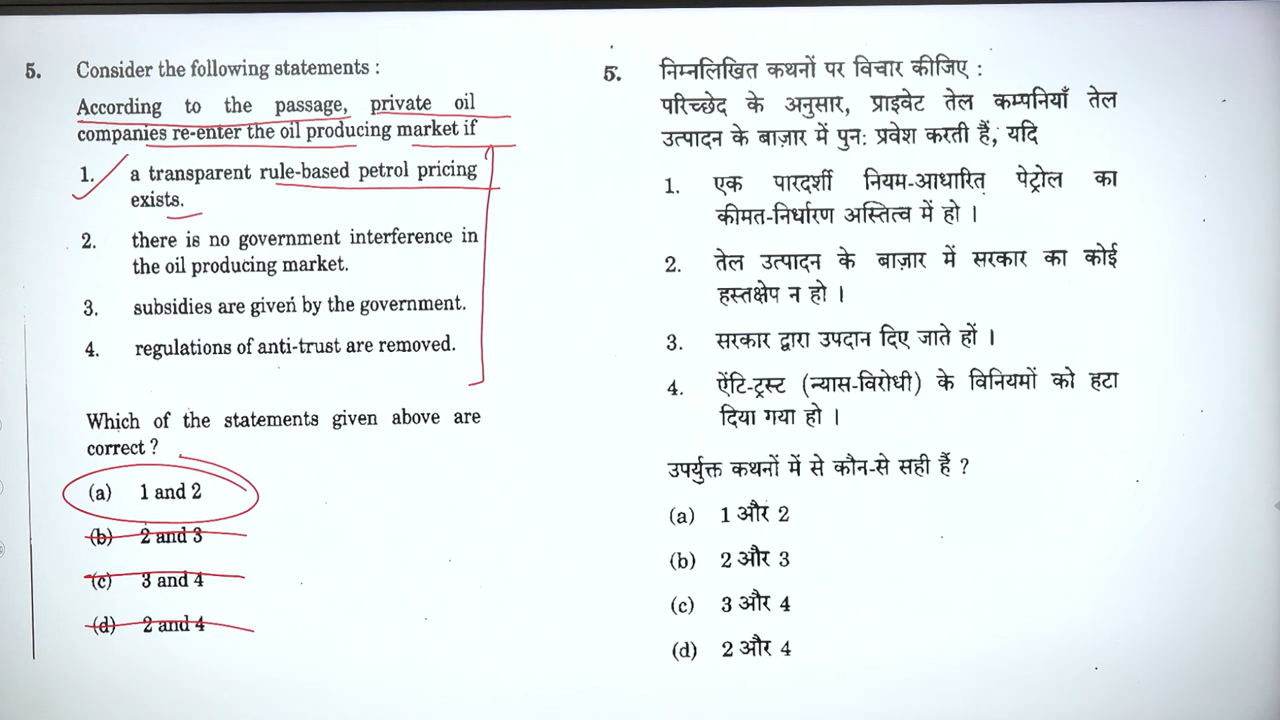 5. Consider the following statements :
According to the passage, private oil
companies re-enter the oil producing market if
1. a transparent rule-based petrol pricing
exists.
2. there is no government interference in
the oil producing market.
3. subsidies are given by the government.
4. regulations of anti-trust are removed.
Which of the statements given above are
correct ?
(a) 1 and 2
(b) 2 and 3
(c) 3 and 4
(d) 2 and 4
5. निम्नलिखित कथनों पर विचार कीजिए :
परिच्छेद के अनुसार, प्राइवेट तेल कम्पनियाँ तेल
उत्पादन के बाज़ार में पुनः प्रवेश करती हैं, यदि
1. एक पारदर्शी नियम-आधारित पेट्रोल का
कीमत-निर्धारण अस्तित्व में हो ।
2. तेल उत्पादन के बाज़ार में सरकार का कोई
हस्तक्षेप न हो ।
3. सरकार द्वारा उपदान दिए जाते हों ।
4. ऐंटि-ट्रस्ट (न्यास-विरोधी) के विनियमों को हटा
दिया गया हो ।
उपर्युक्त कथनों में से कौन-से सही हैं ?
(a) 1 और 2
(b) 2 और 3
(c) 3 और 4
(d) 2 और 4